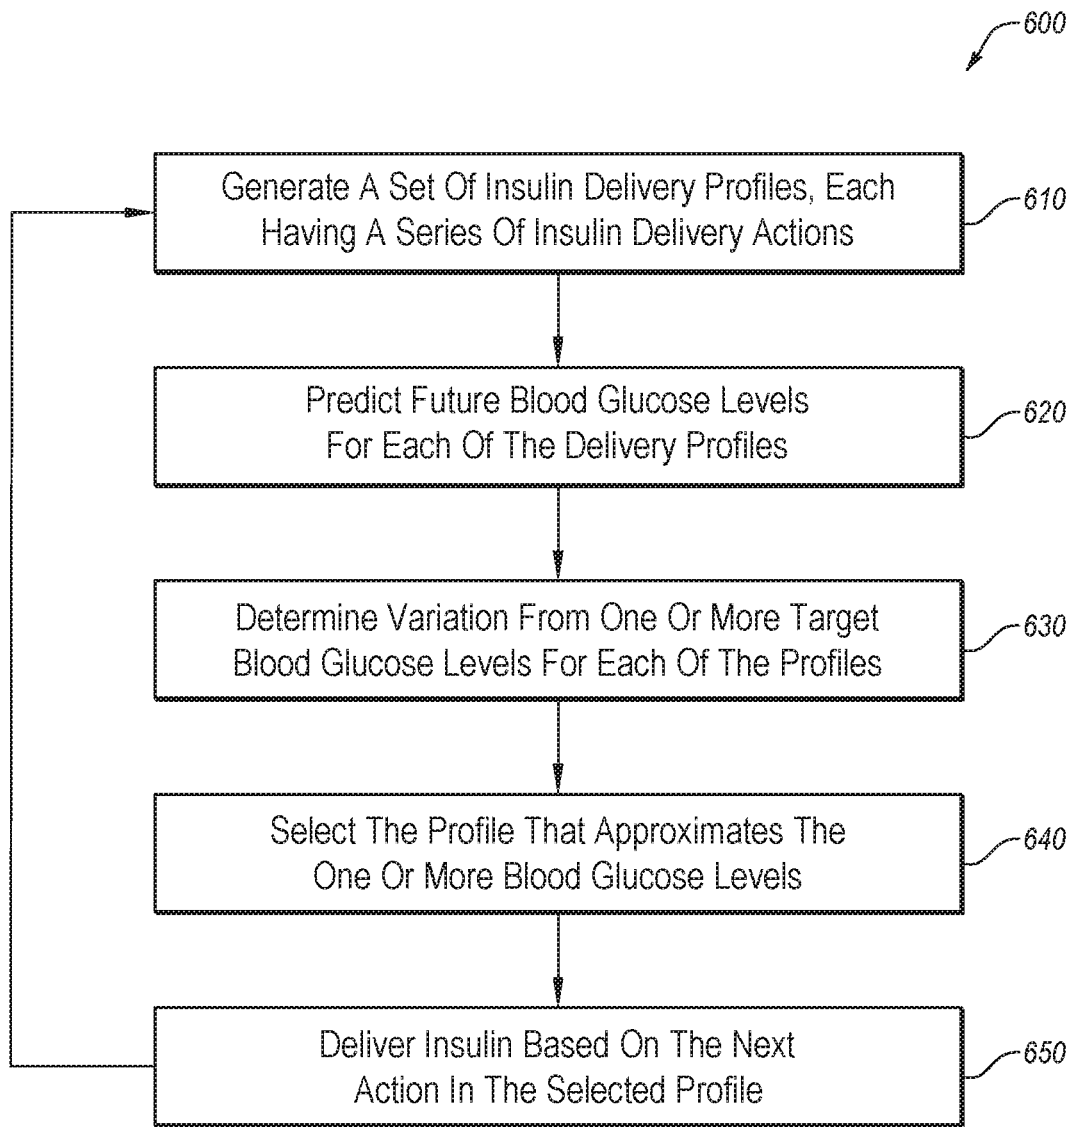 600
Generate A Set Of Insulin Delivery Profiles, Each
Having A Series Of Insulin Delivery Actions
610
Predict Future Blood Glucose Levels
For Each Of The Delivery Profiles
620
Determine Variation From One Or More Target
Blood Glucose Levels For Each Of The Profiles
630
Select The Profile That Approximates The
One Or More Blood Glucose Levels
640
Deliver Insulin Based On The Next
Action In The Selected Profile
650